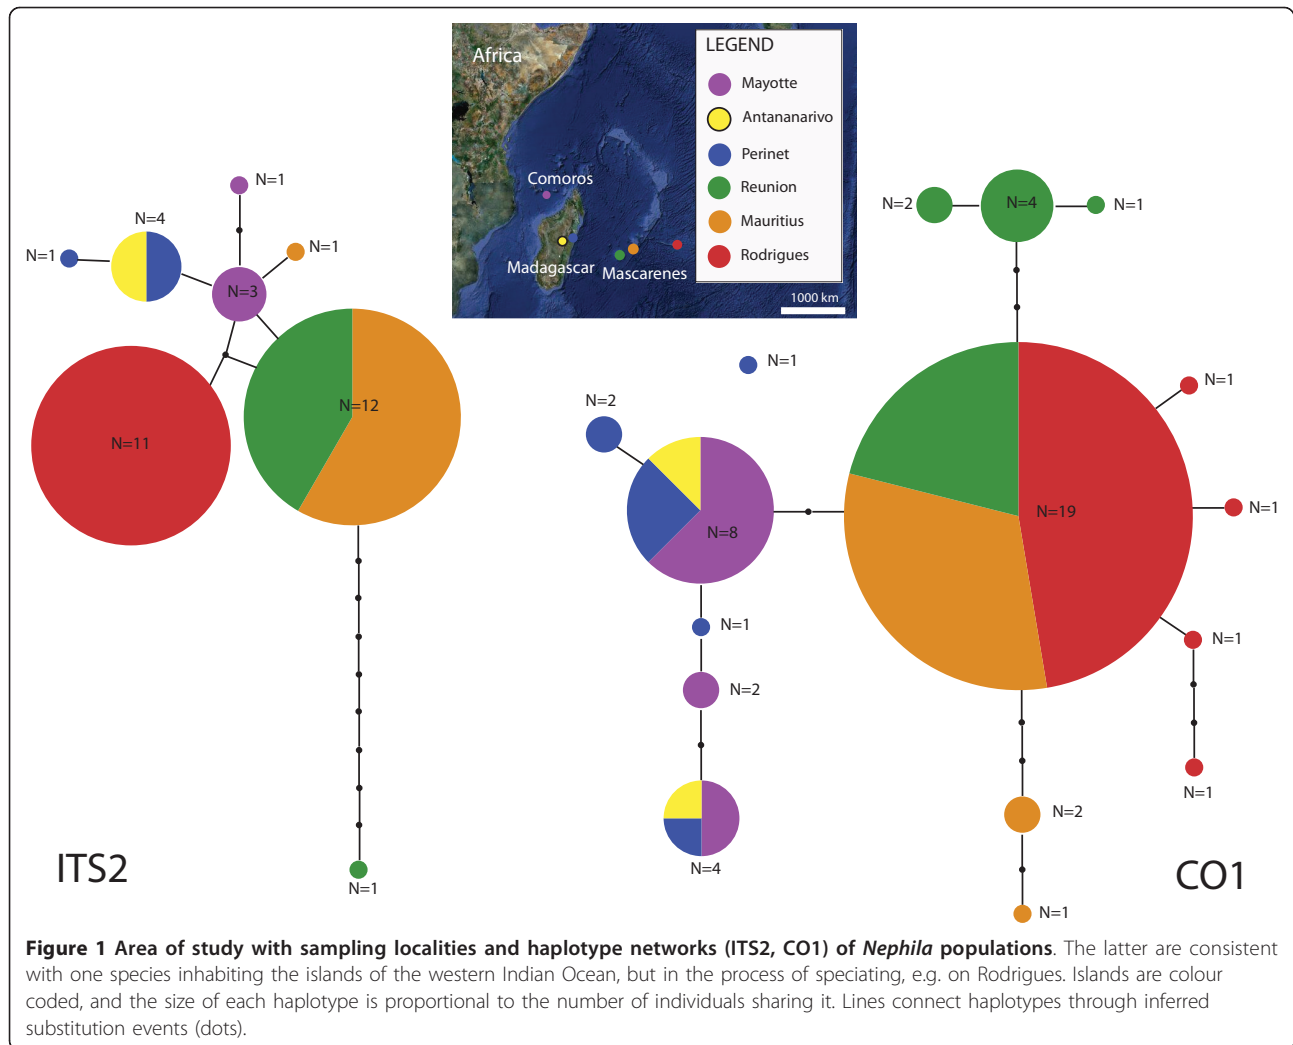 Africa
Comoros
Madagascar
Mascarenes
1000 km
LEGEND
Mayotte
Antananarivo
Perinet
Reunion
Mauritius
Rodrigues
N=1
N=4
N=1
N=1
N=3
N=12
N=11
N=1
ITS2
N=2
N=4
N=1
N=1
N=2
N=8
N=1
N=2
N=4
N=19
N=1
N=1
N=1
N=1
N=2
N=1
CO1
Figure 1 Area of study with sampling localities and haplotype networks (ITS2, CO1) of Nephila populations. The latter are consistent
with one species inhabiting the islands of the western Indian Ocean, but in the process of speciating, e.g. on Rodrigues. Islands are colour
coded, and the size of each haplotype is proportional to the number of individuals sharing it. Lines connect haplotypes through inferred
substitution events (dots).